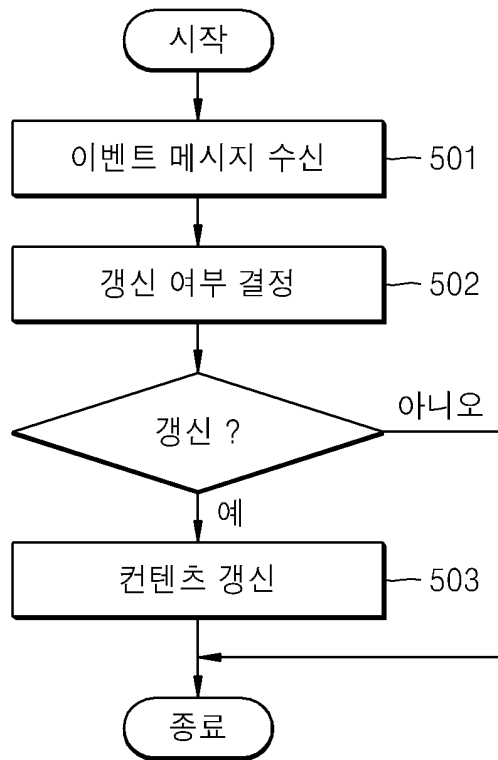 시작
이벤트 메시지 수신 501
갱신 여부 결정 502
갱신 ? 아니오
예
컨텐츠 갱신 503
종료